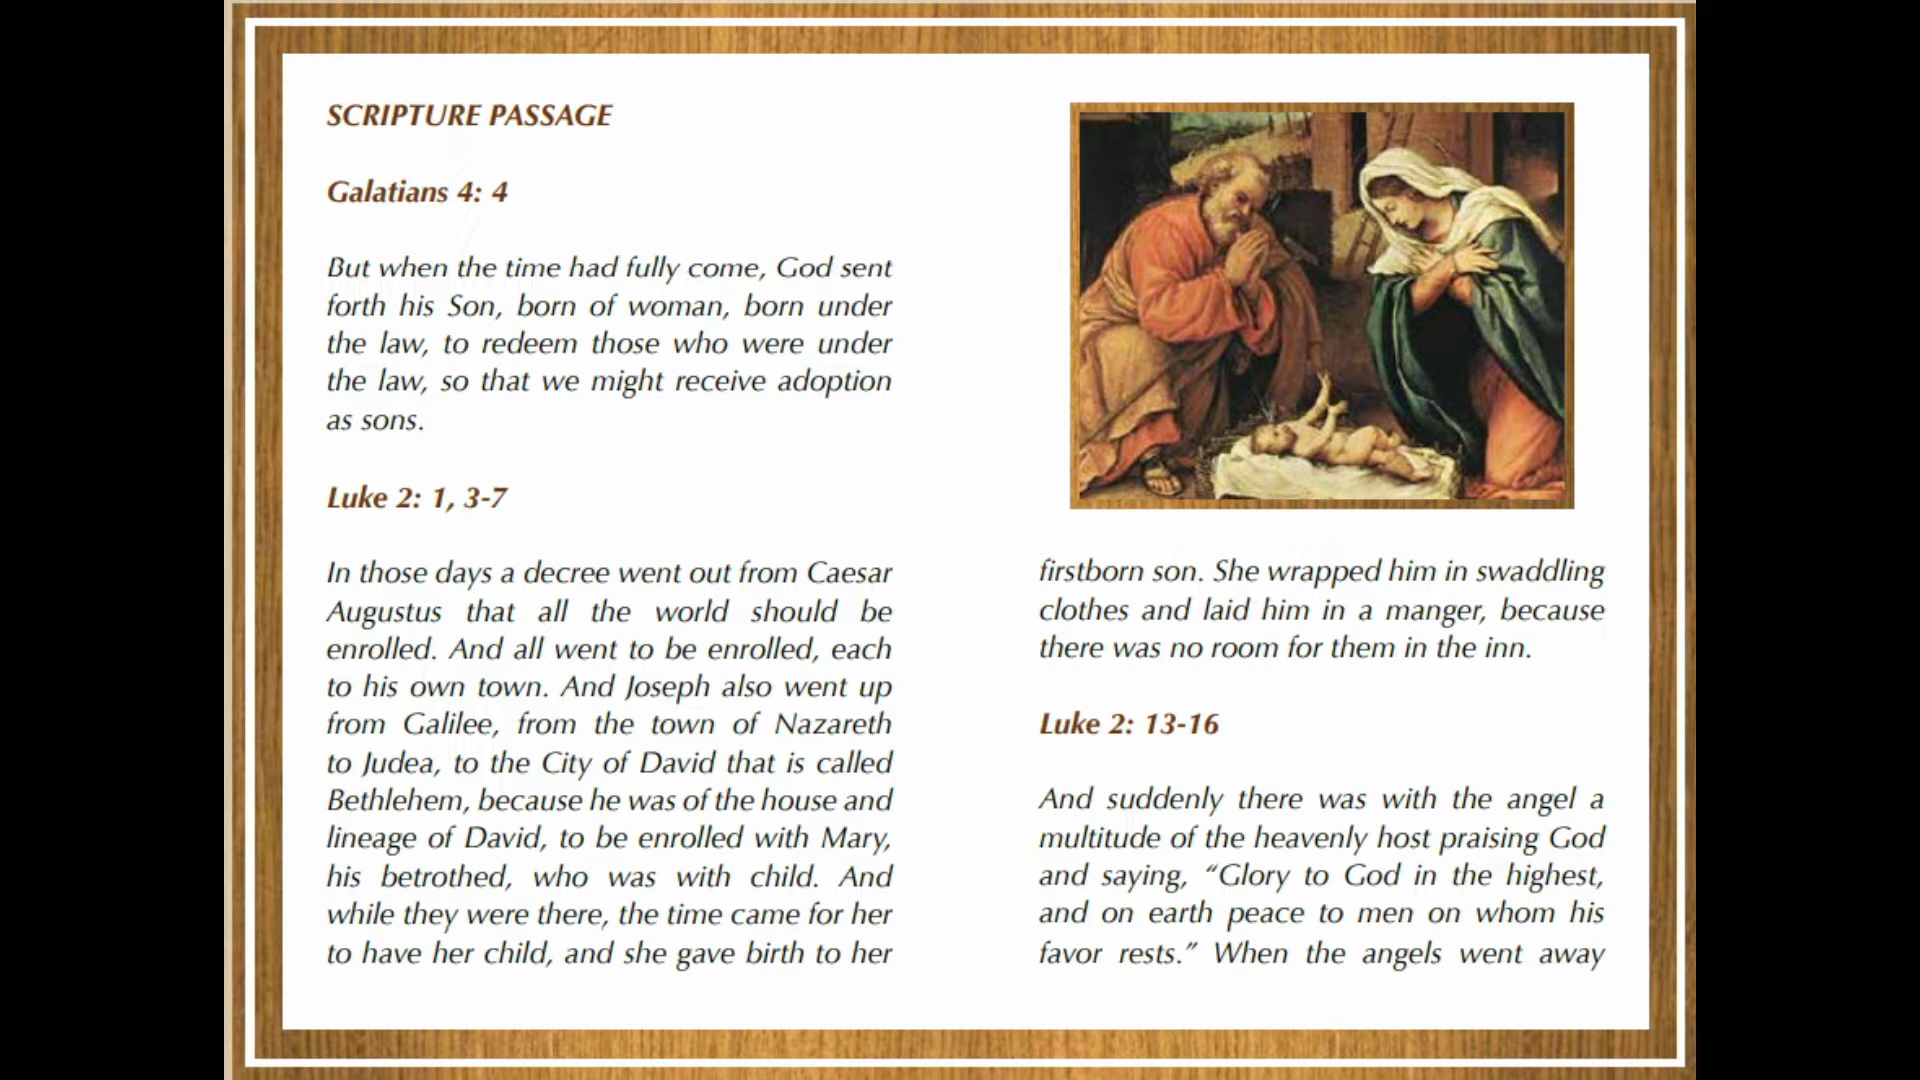 SCRIPTURE PASSAGE
Galatians 4: 4
But when the time had fully come, God sent
forth his Son, born of woman, born under
the law, to redeem those who were under
the law, so that we might receive adoption
as sons.
Luke 2: 1, 3-7
In those days a decree went out from Caesar
Augustus that all the world should be
enrolled. And all went to be enrolled, each
to his own town. And Joseph also went up
from Galilee, from the town of Nazareth
to Judea, to the City of David that is called
Bethlehem, because he was of the house and
lineage of David, to be enrolled with Mary,
his betrothed, who was with child. And
while they were there, the time came for her
to have her child, and she gave birth to her
firstborn son. She wrapped him in swaddling
clothes and laid him in a manger, because
there was no room for them in the inn.
Luke 2: 13-16
And suddenly there was with the angel a
multitude of the heavenly host praising God
and saying, “Glory to God in the highest,
and on earth peace to men on whom his
favor rests.” When the angels went away